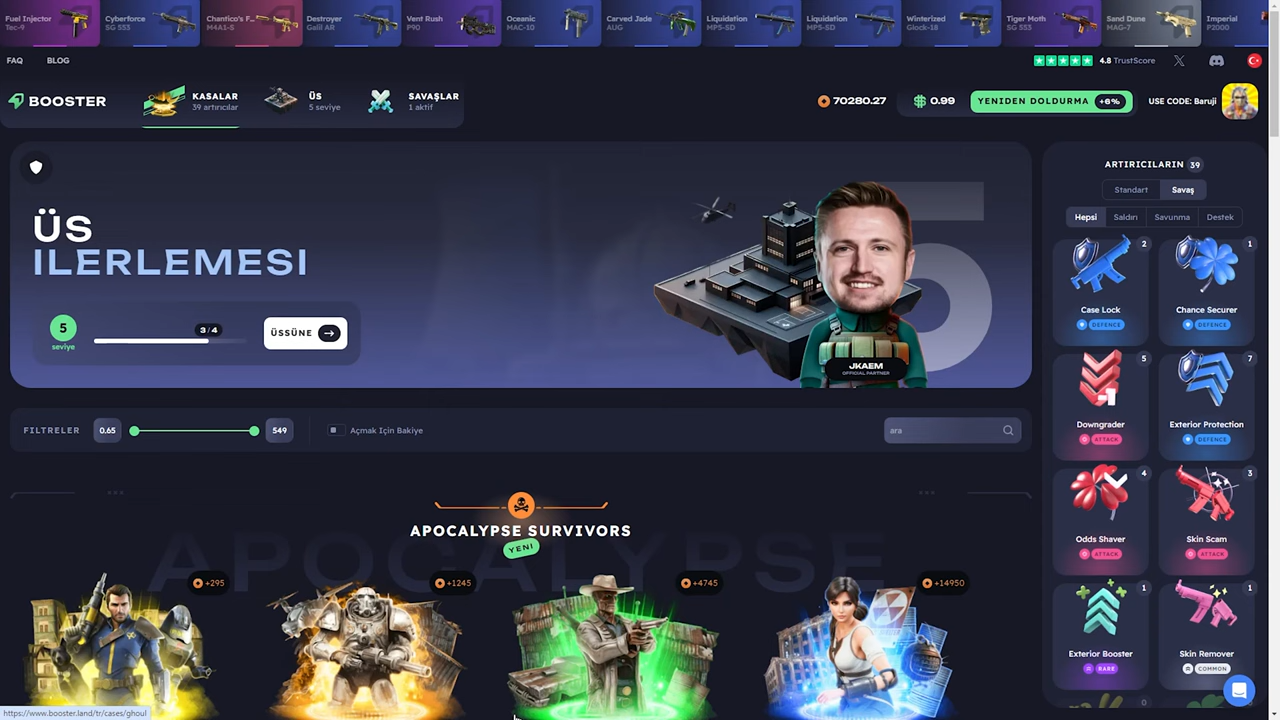 Fuel Injector
Tec-9
Cyberforce
SG 553
Chantico's F...
M4A1-S
Destroyer
Galil AR
Vent Rush
P90
Oceanic
MAC-10
Carved Jade
AUG
Liquidation
MP5-SD
Liquidation
MP5-SD
Winterized
Glock-18
Tiger Moth
SG 553
Sand Dune
MAG-7
Imperial
P2000
FAQ
BLOG
4.8 TrustScore
BOOSTER
KASALAR
39 artırıcılar
ÜS
5 seviye
SAVAŞLAR
1 aktif
70280.27
0.99
YENİDEN DOLDURMA
+6%
USE CODE: Baruji
ÜS
ILERLEMESI
5
5
seviye
3/4
ÜSSÜNE
JKAEM
OFFICIAL PARTNER
ARTIRICILARIN 39
Standart
Savaş
Hepsi
Saldırı
Savunma
Destek
2
Case Lock
DEFENCE
1
Chance Securer
DEFENCE
5
Downgrader
ATTACK
7
Exterior Protection
DEFENCE
4
Odds Shaver
ATTACK
3
Skin Scam
ATTACK
1
Exterior Booster
RARE
1
Skin Remover
COMMON
0
FILTRELER
0.65
549
Açmak Için Bakiye
ara
APOCALYPSE
APOCALYPSE SURVIVORS
YENİ
+295
+1245
+4745
+14950
https://www.booster.land/tr/cases/ghoul